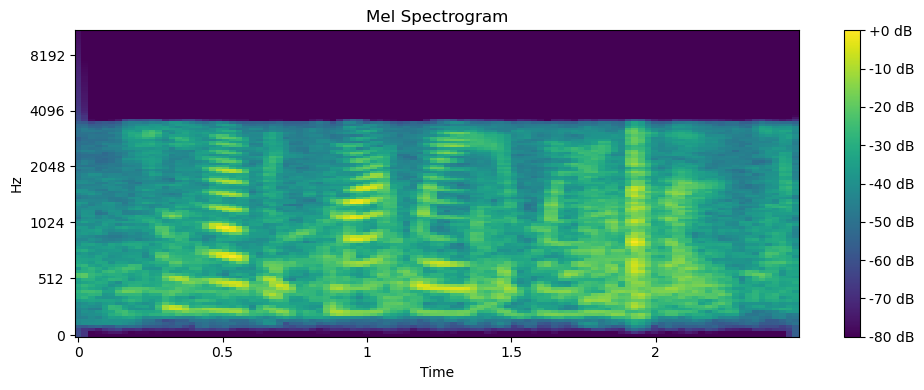 Mel Spectrogram
Hz
8192
4096
2048
1024
512
0
0
0.5
1
1.5
2
Time
+0 dB
-10 dB
-20 dB
-30 dB
-40 dB
-50 dB
-60 dB
-70 dB
-80 dB